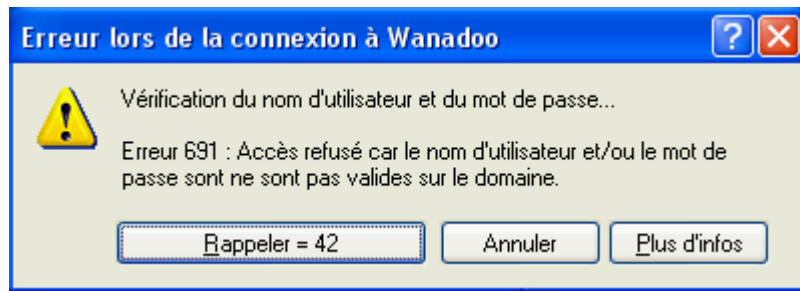 Erreur lors de la connexion à Wanadoo
Vérification du nom d'utilisateur et du mot de passe...
Erreur 691 : Accès refusé car le nom d'utilisateur et/ou le mot de
passe sont ne sont pas valides sur le domaine.
Rappeler = 42
Annuler
Plus d'infos